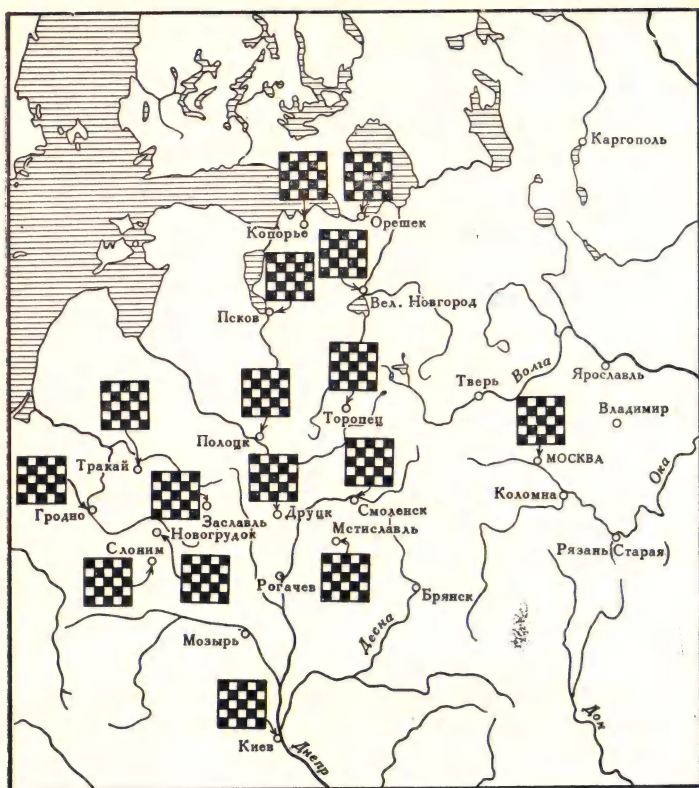 Каргополь
Копорье
Орешек
Псков
Вел. Новгород
Тверь
Волга
Ярославль
Владимир
Торопец
Полоцк
МОСКВА
Ока
Тракай
Коломна
Гродно
Заславль
Друцк
Смоленск
Новогрудок
Мстиславль
Рязань (Старая)
Слоним
Рогачев
Брянск
Мозырь
Десна
Дон
Киев
Днепр